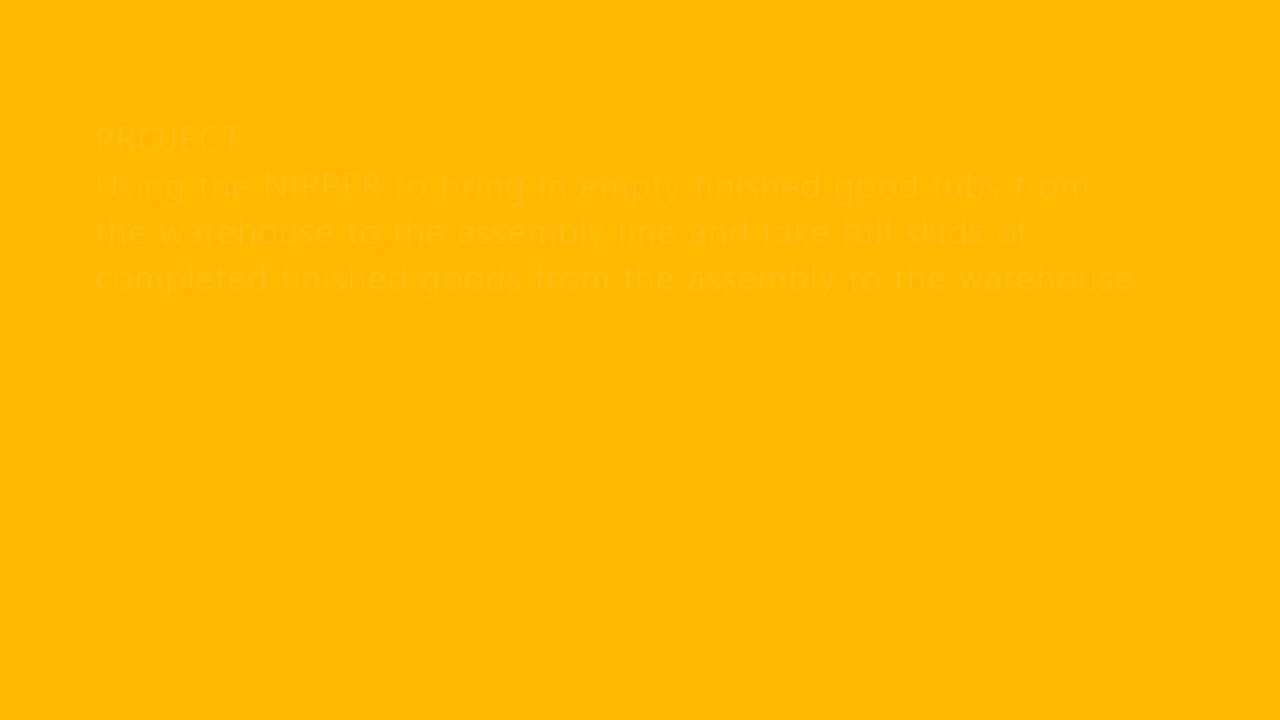 PROJECT:
Using the NIPPER to bring in empty finished good tubs from
the warehouse to the assembly line and take full skids of
completed finished goods from the assembly to the warehouse.